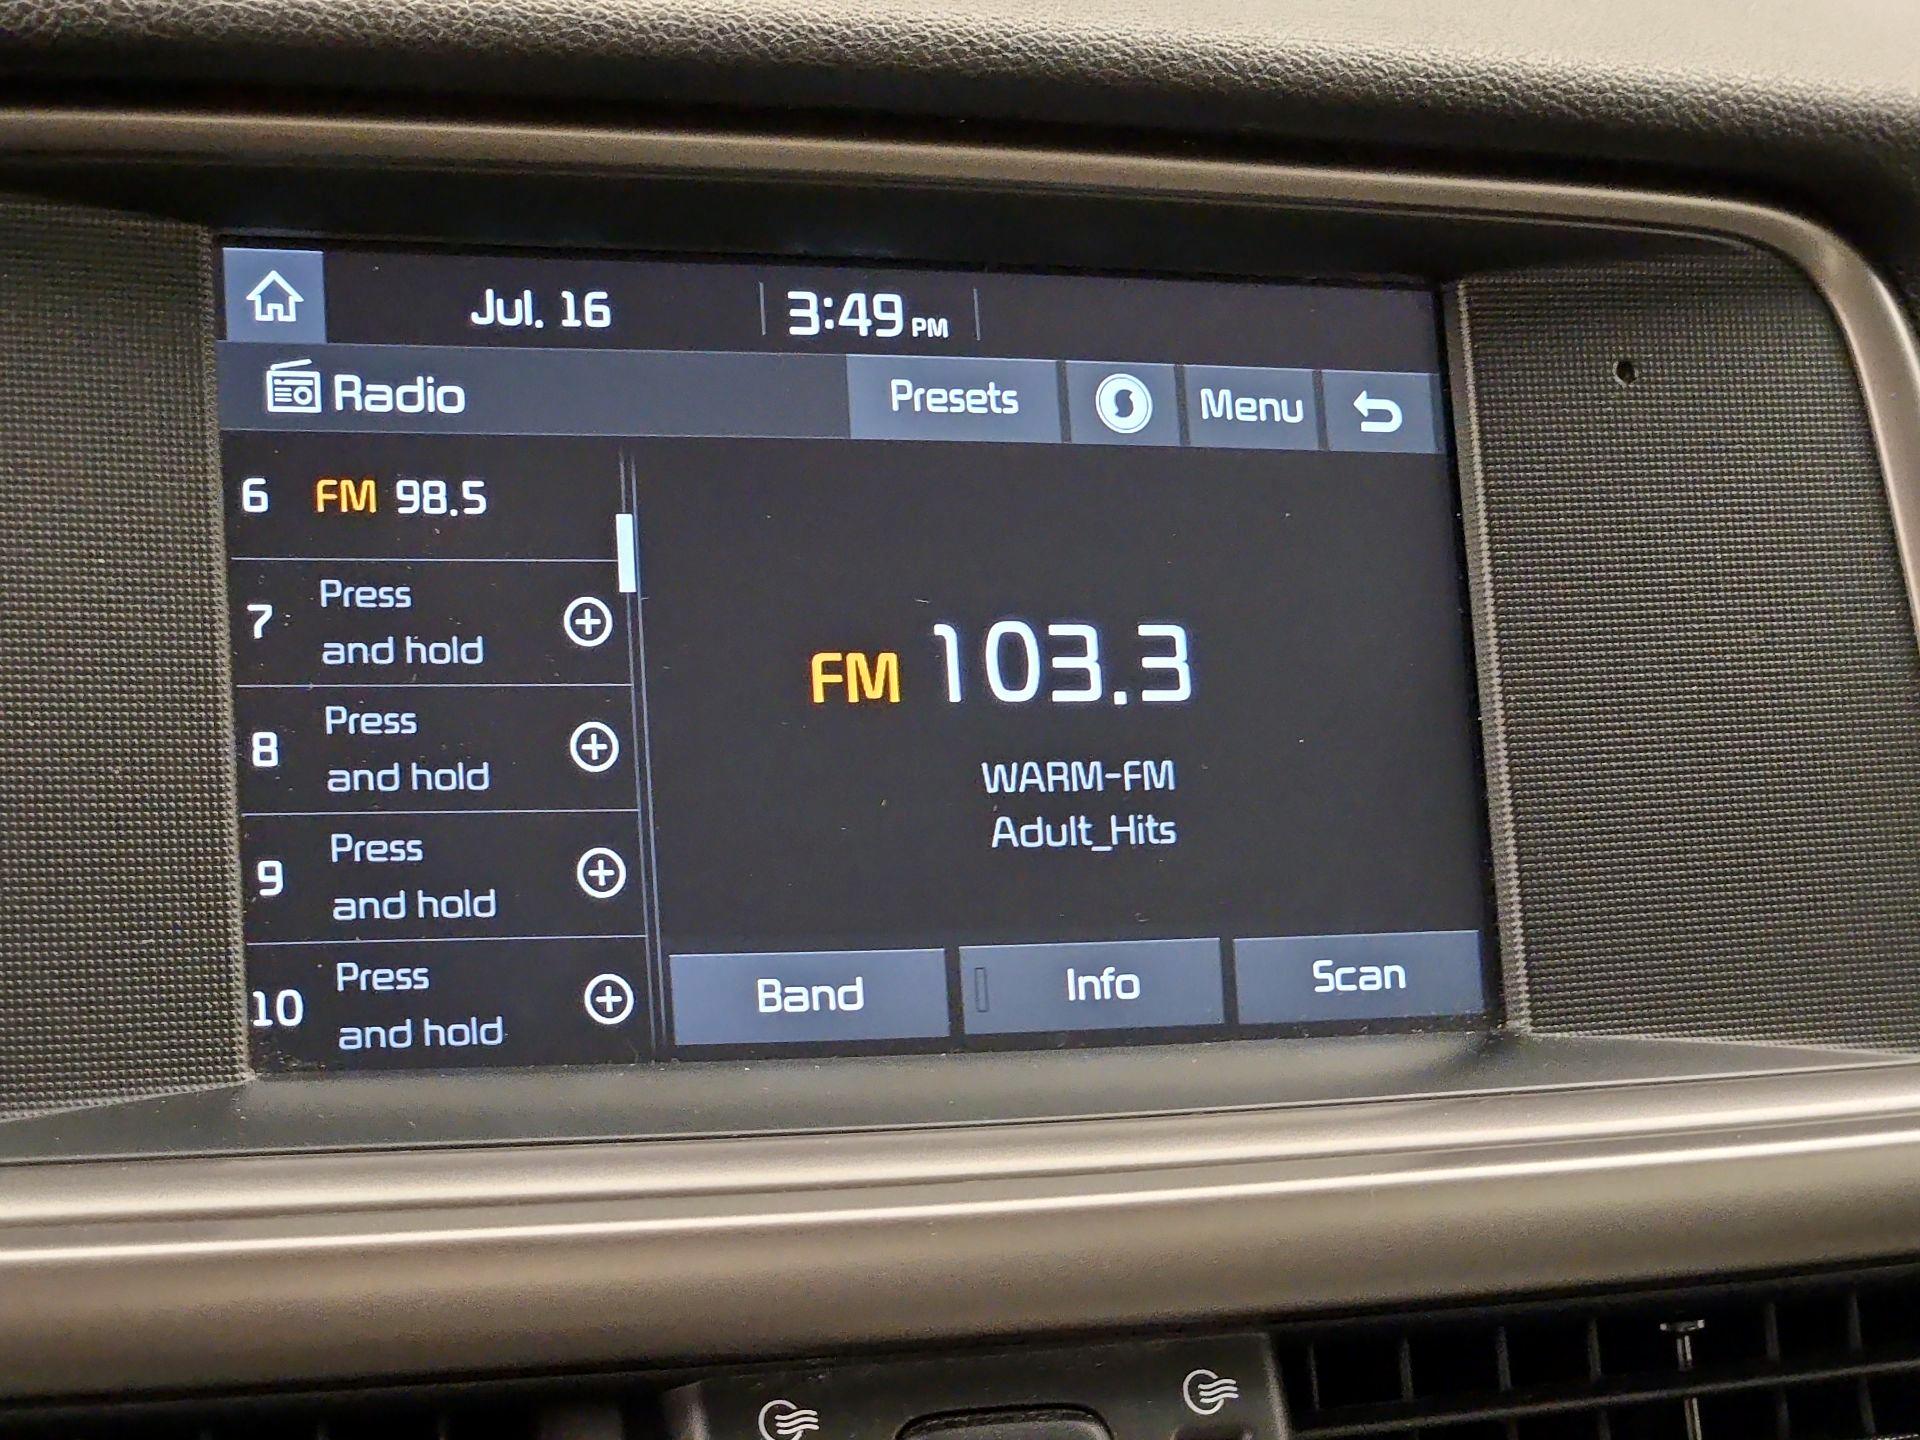 Jul. 16 3:49 PM
Radio Presets Menu
6 FM 98.5
7 Press
and hold
8 Press
and hold
9 Press
and hold
10 Press
and hold
FM 103.3
WARM-FM
Adult_Hits
Band Info Scan